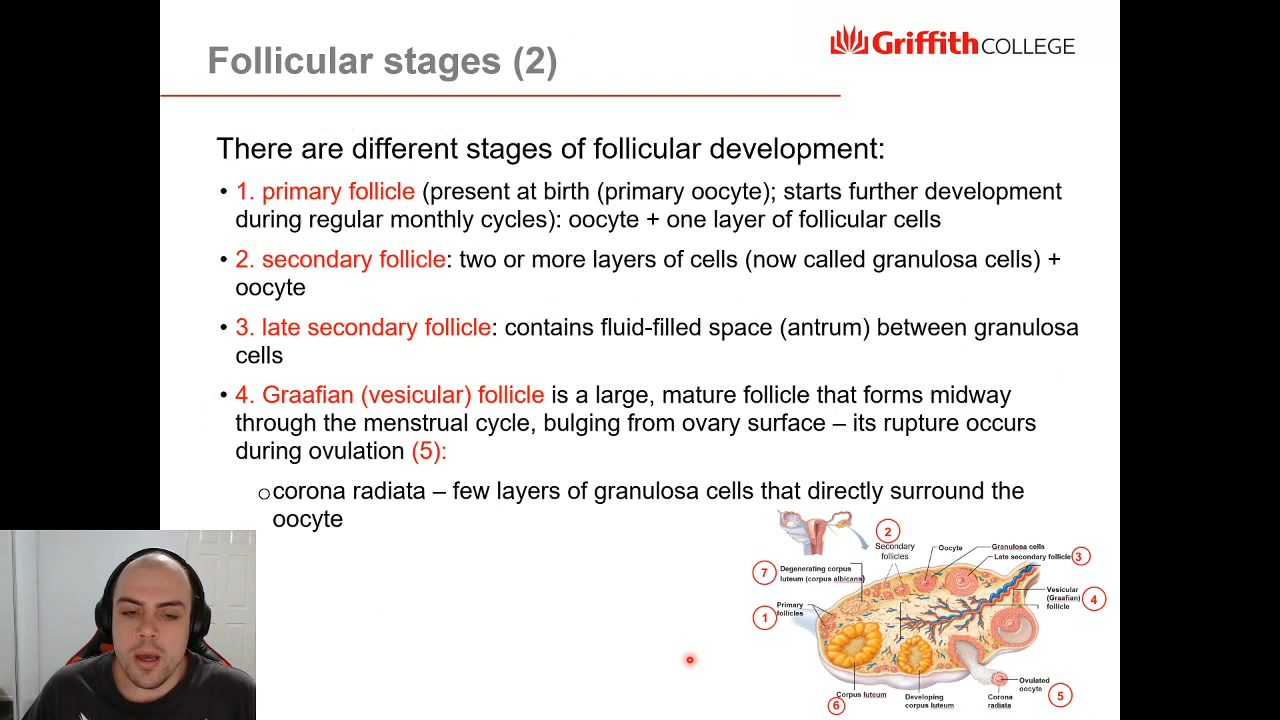 Follicular stages (2)
Griffith COLLEGE
There are different stages of follicular development:
• 1. primary follicle (present at birth (primary oocyte); starts further development
during regular monthly cycles): oocyte + one layer of follicular cells
• 2. secondary follicle: two or more layers of cells (now called granulosa cells) +
oocyte
• 3. late secondary follicle: contains fluid-filled space (antrum) between granulosa
cells
• 4. Graafian (vesicular) follicle is a large, mature follicle that forms midway
through the menstrual cycle, bulging from ovary surface – its rupture occurs
during ovulation (5):
o corona radiata – few layers of granulosa cells that directly surround the
oocyte
2
Secondary
follicles
Oocyte
Granulosa cells
Late secondary follicle
3
7
Degenerating corpus
luteum (corpus albicans)
Vesicular
(Graafian)
follicle
4
1
Primary
follicles
Corpus luteum
6
Developing
corpus luteum
Corona
radiata
Ovulated
oocyte
5